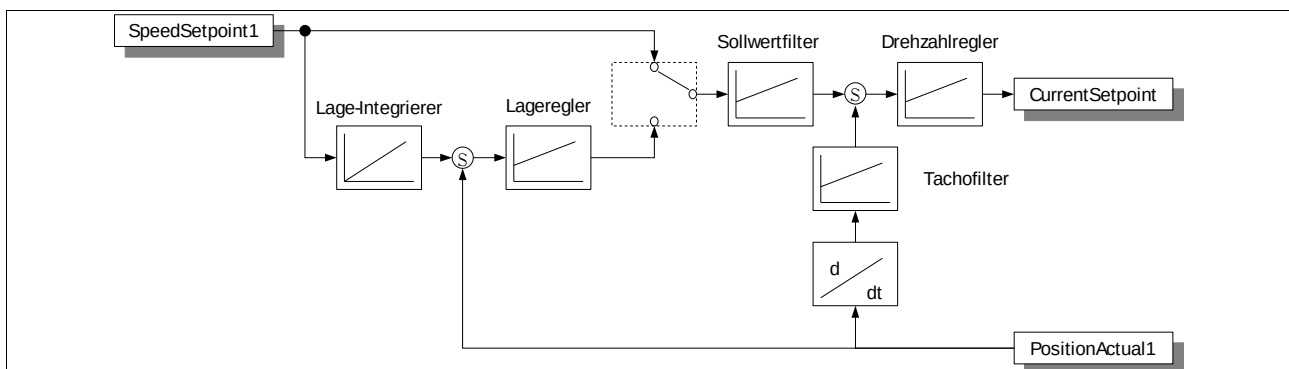 SpeedSetpoint1
Sollwertfilter
Drehzahlregler
CurrentSetpoint
Lage-Integrierer
Lageregler
S
S
Tachofilter
d
dt
PositionActual1